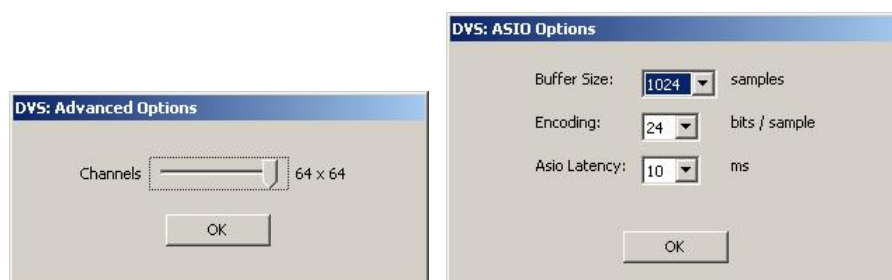 DVS: Advanced Options
Channels 64 x 64
OK
DVS: ASIO Options
Buffer Size: 1024 samples
Encoding: 24 bits / sample
Asio Latency: 10 ms
OK